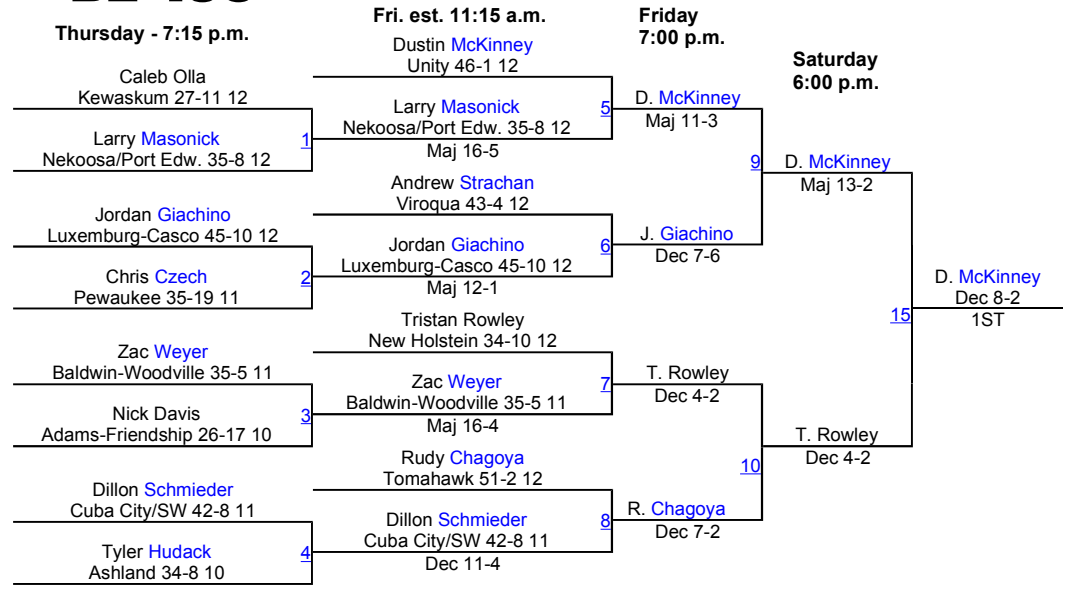 Thursday - 7:15 p.m.
Caleb Olla
Kewaskum 27-11 12
Larry Masonick
Nekoosa/Port Edw. 35-8 12
1
Jordan Giachino
Luxemburg-Casco 45-10 12
Chris Czech
Pewaukee 35-19 11
2
Zac Weyer
Baldwin-Woodville 35-5 11
Nick Davis
Adams-Friendship 26-17 10
3
Dillon Schmieder
Cuba City/SW 42-8 11
Tyler Hudack
Ashland 34-8 10
4
Fri. est. 11:15 a.m.
Dustin McKinney
Unity 46-1 12
Larry Masonick
Nekoosa/Port Edw. 35-8 12
Maj 16-5
5
Andrew Strachan
Viroqua 43-4 12
Jordan Giachino
Luxemburg-Casco 45-10 12
Maj 12-1
6
Tristan Rowley
New Holstein 34-10 12
Zac Weyer
Baldwin-Woodville 35-5 11
Maj 16-4
7
Rudy Chagoya
Tomahawk 51-2 12
Dillon Schmieder
Cuba City/SW 42-8 11
Dec 11-4
8
Friday
7:00 p.m.
D. McKinney
Maj 11-3
9
J. Giachino
Dec 7-6
T. Rowley
Dec 4-2
10
R. Chagoya
Dec 7-2
Saturday
6:00 p.m.
D. McKinney
Maj 13-2
15
T. Rowley
Dec 4-2
D. McKinney
Dec 8-2
1ST